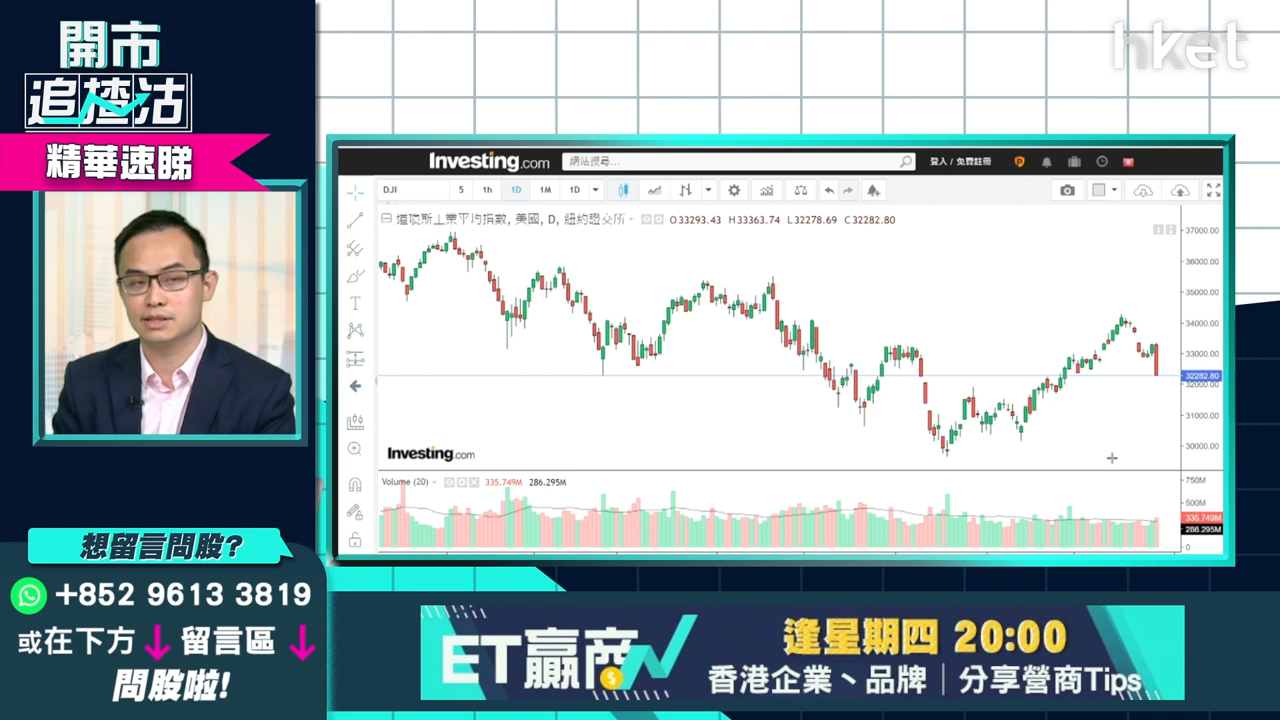 開市
追揸沽
精華速睇
hket
Investing.com
網站搜尋...
登入 / 免費註冊
DJI
5
1h
1D
1M
1D
道瓊斯工業平均指數, 美國, D, 紐約證交所
O33293.43 H33363.74 L32278.69 C32282.80
37000.00
36000.00
35000.00
34000.00
33000.00
32282.80
32000.00
31000.00
30000.00
Investing.com
Volume (20)
335.749M
286.295M
750M
500M
335.749M
286.295M
0
想留言問股?
+852 9613 3819
或在下方 留言區
問股啦!
ET贏商
逢星期四 20:00
香港企業、品牌｜分享營商Tips